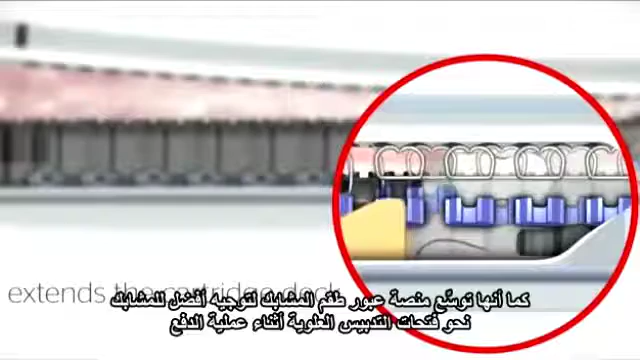 extends the cartridge deck
كما أنها توسّع منصة عبور طقم المشابك لتوجيه أفضل للمشابك
نحو فتحات التدبيس العلوية أثناء عملية الدفع